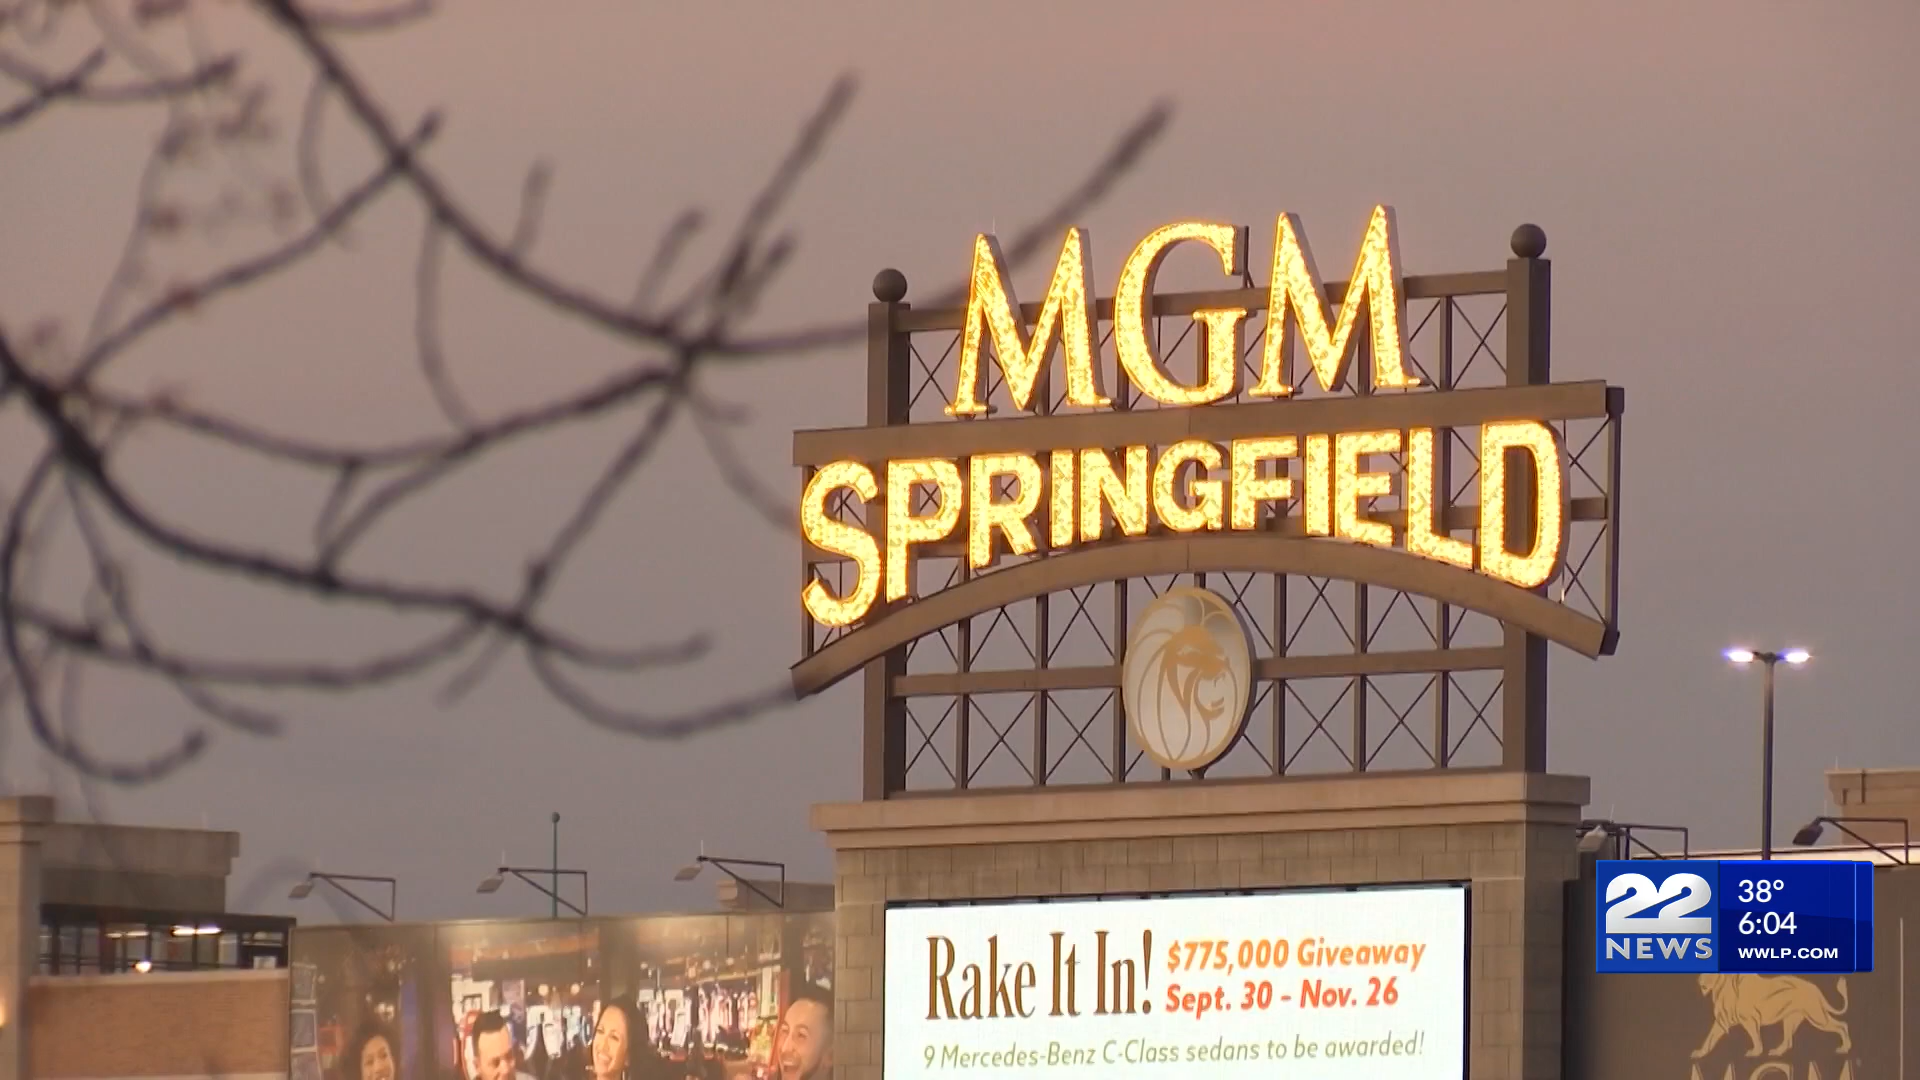 MGM
SPRINGFIELD
Rake It In!
$775,000 Giveaway
Sept. 30 - Nov. 26
9 Mercedes-Benz C-Class sedans to be awarded!
22
NEWS
38°
6:04
WWLP.COM
MGM